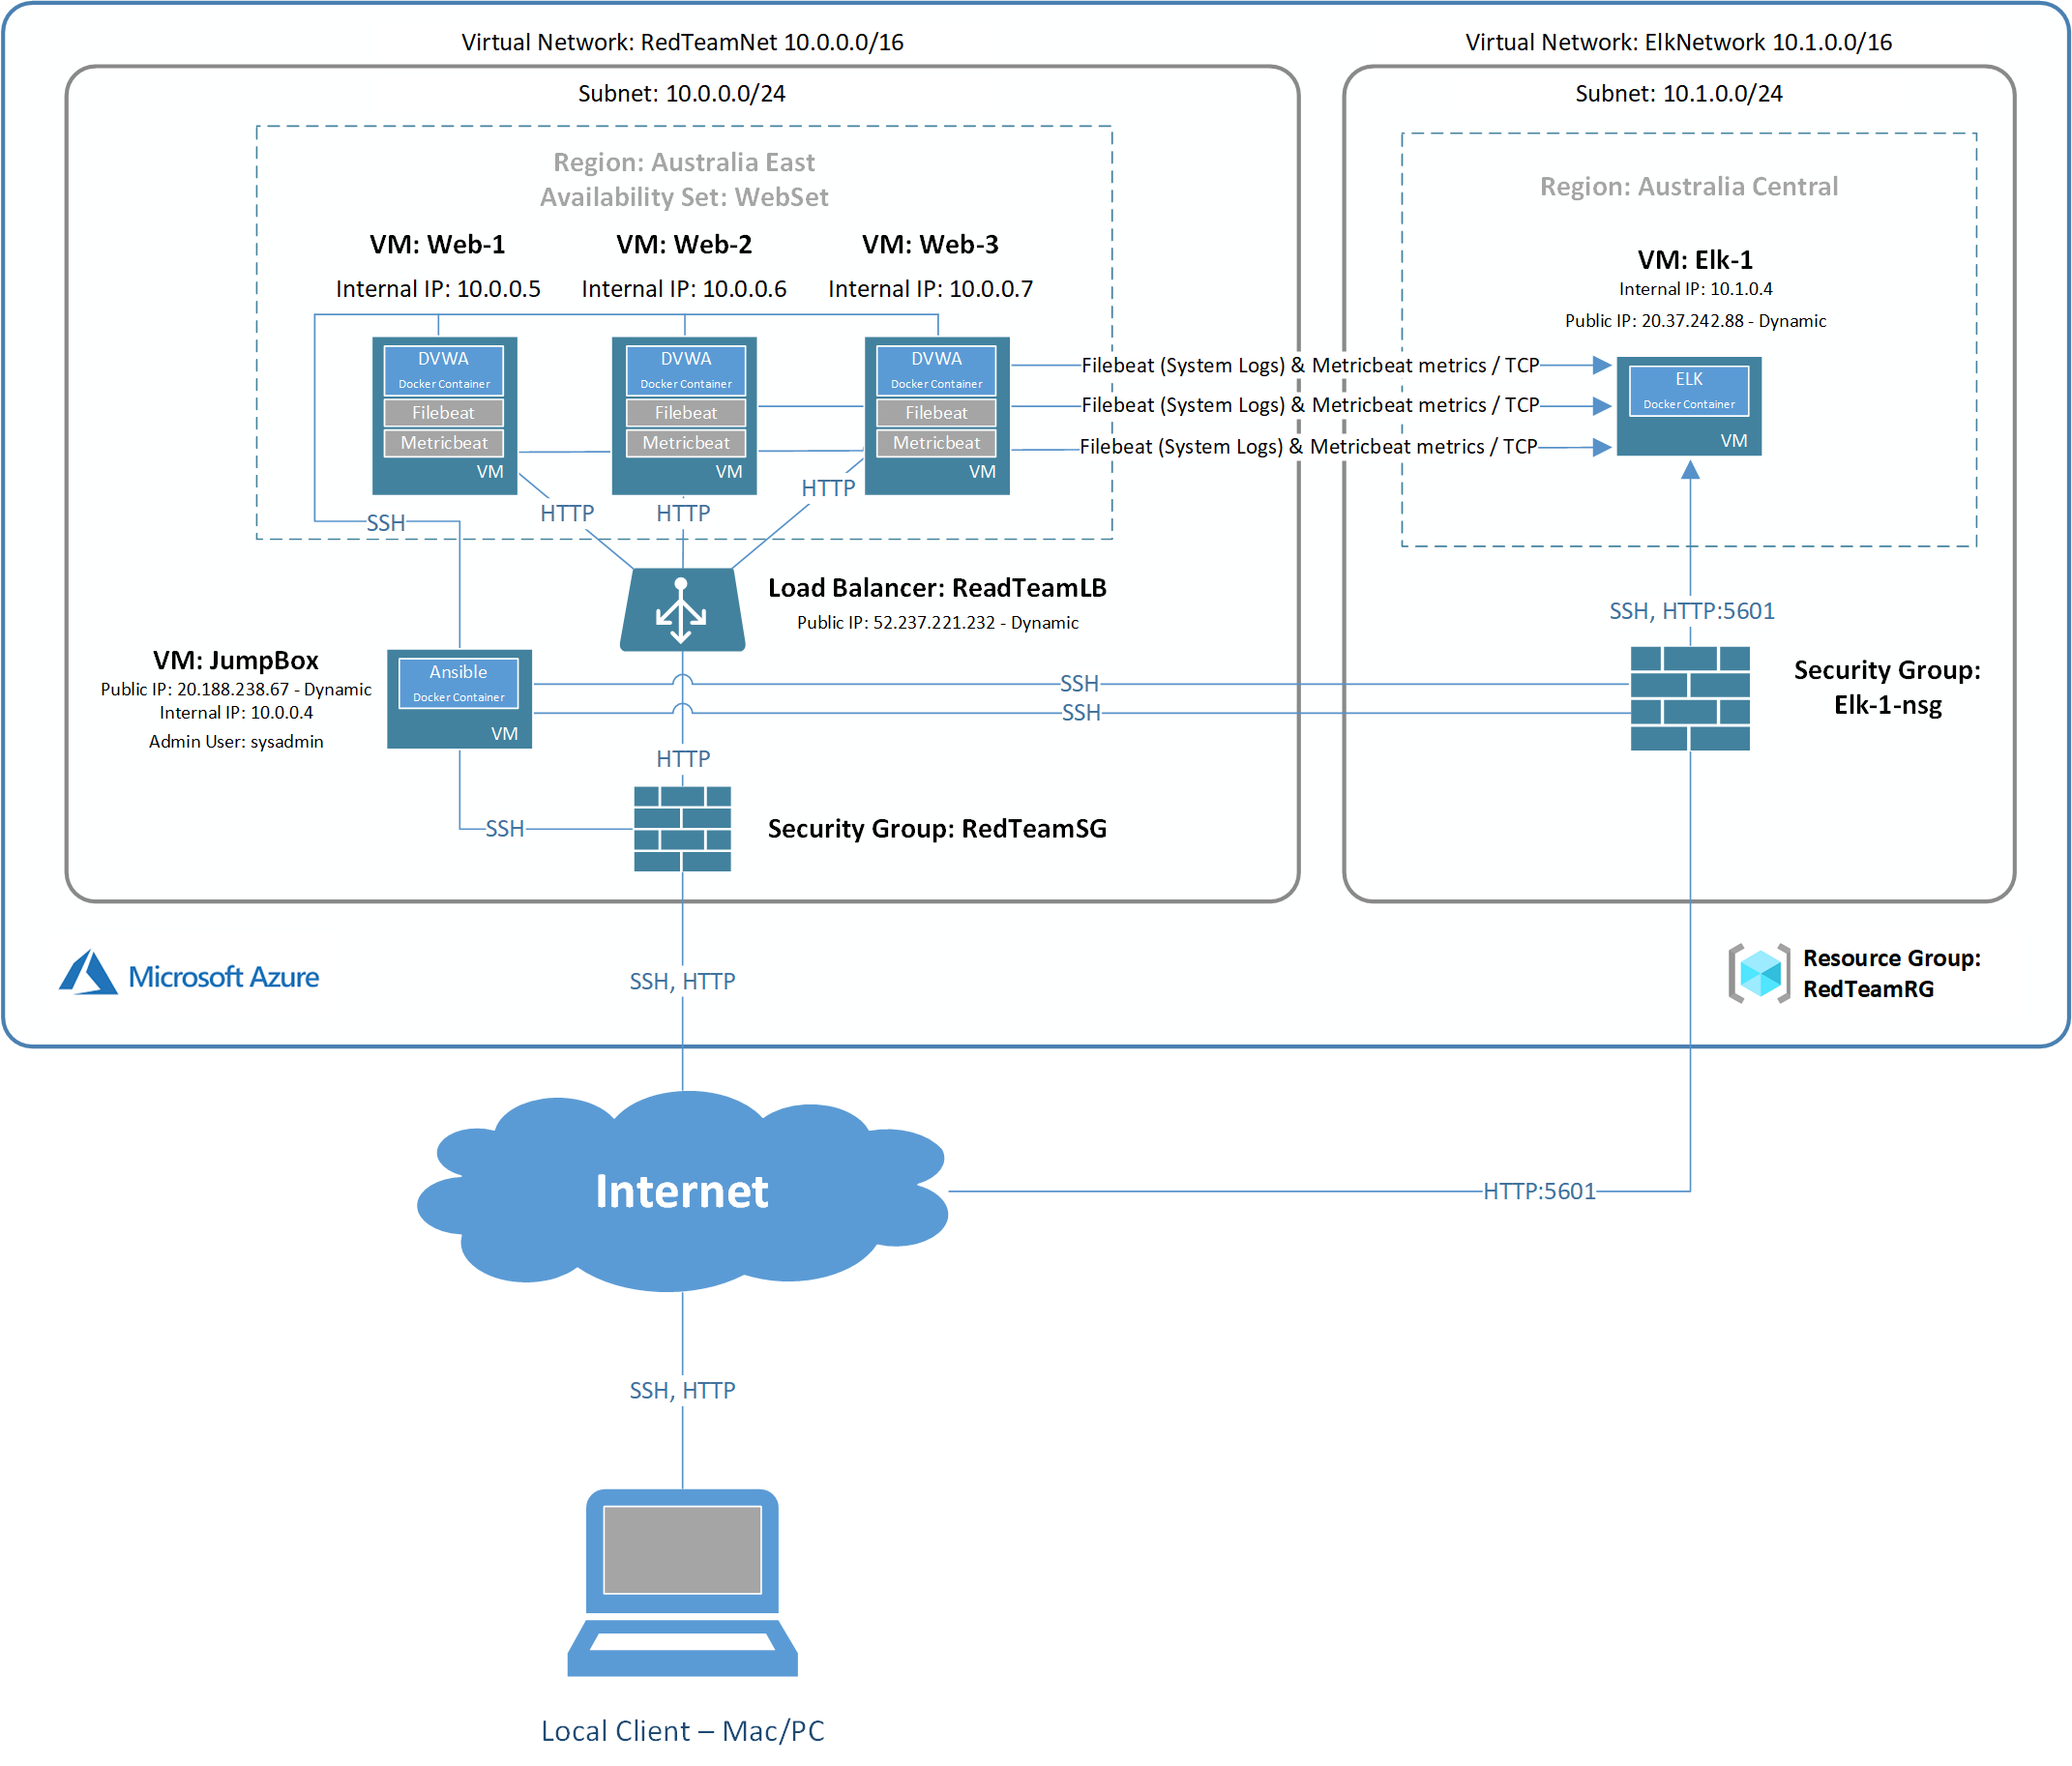 Virtual Network: RedTeamNet 10.0.0.0/16
Subnet: 10.0.0.0/24
Region: Australia East
Availability Set: WebSet
VM: Web-1
Internal IP: 10.0.0.5
VM: Web-2
Internal IP: 10.0.0.6
VM: Web-3
Internal IP: 10.0.0.7
DVWA
Docker Container
Filebeat
Metricbeat
VM
DVWA
Docker Container
Filebeat
Metricbeat
VM
DVWA
Docker Container
Filebeat
Metricbeat
VM
Filebeat (System Logs) & Metricbeat metrics / TCP
Filebeat (System Logs) & Metricbeat metrics / TCP
Filebeat (System Logs) & Metricbeat metrics / TCP
SSH
HTTP
HTTP
HTTP
Load Balancer: ReadTeamLB
Public IP: 52.237.221.232 - Dynamic
VM: JumpBox
Public IP: 20.188.238.67 - Dynamic
Internal IP: 10.0.0.4
Admin User: sysadmin
Ansible
Docker Container
VM
SSH
SSH
HTTP
SSH
Security Group: RedTeamSG
Virtual Network: ElkNetwork 10.1.0.0/16
Subnet: 10.1.0.0/24
Region: Australia Central
VM: Elk-1
Internal IP: 10.1.0.4
Public IP: 20.37.242.88 - Dynamic
ELK
Docker Container
VM
SSH, HTTP:5601
Security Group:
Elk-1-nsg
Microsoft Azure
SSH, HTTP
Resource Group:
RedTeamRG
Internet
HTTP:5601
SSH, HTTP
Local Client – Mac/PC